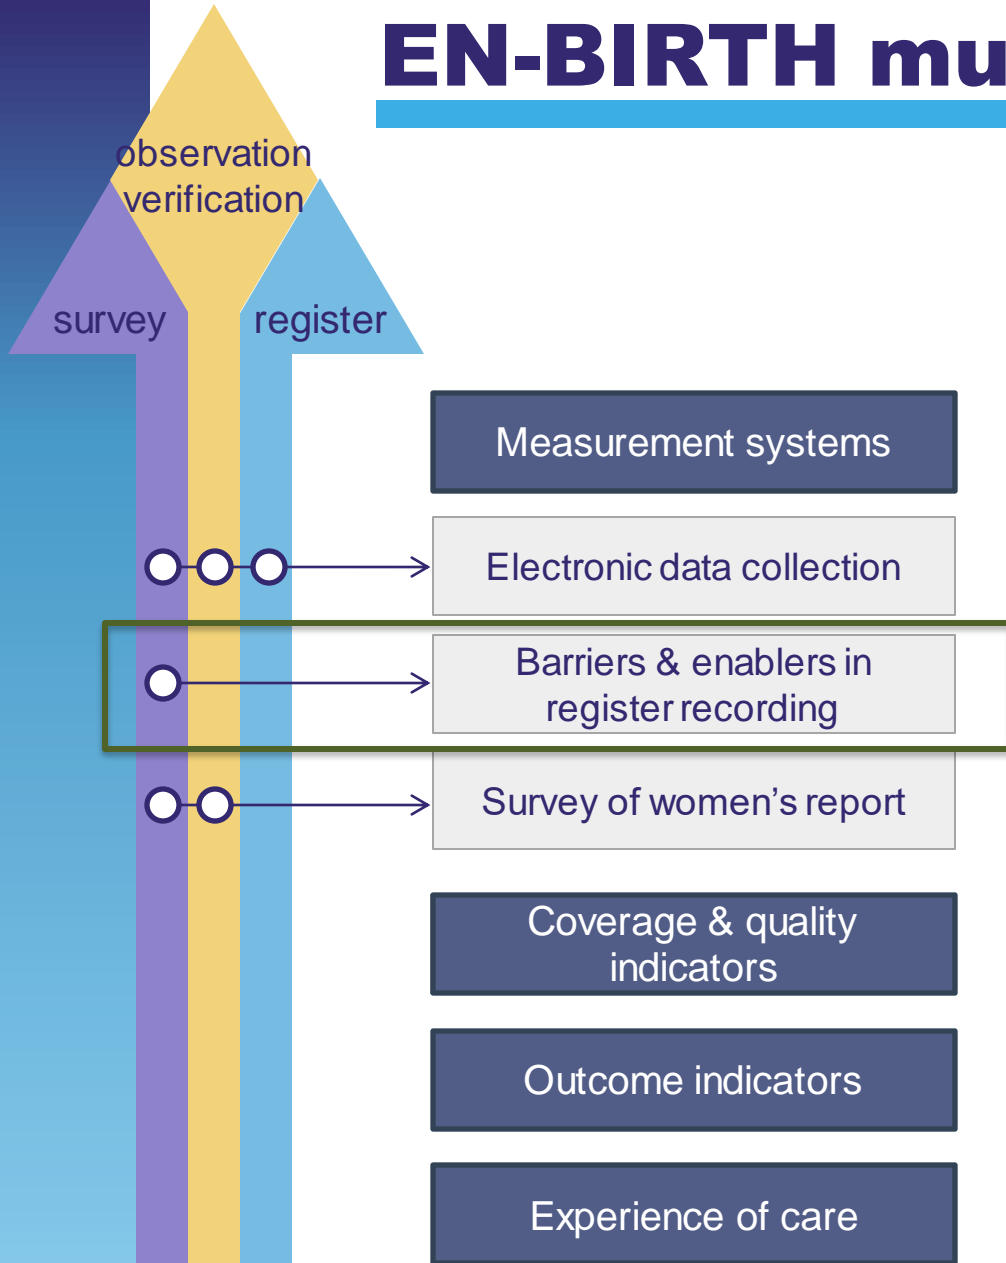 EN-BIRTH mu
observation
verification
survey
register
Measurement systems
Electronic data collection
Barriers & enablers in
register recording
Survey of women’s report
Coverage & quality
indicators
Outcome indicators
Experience of care